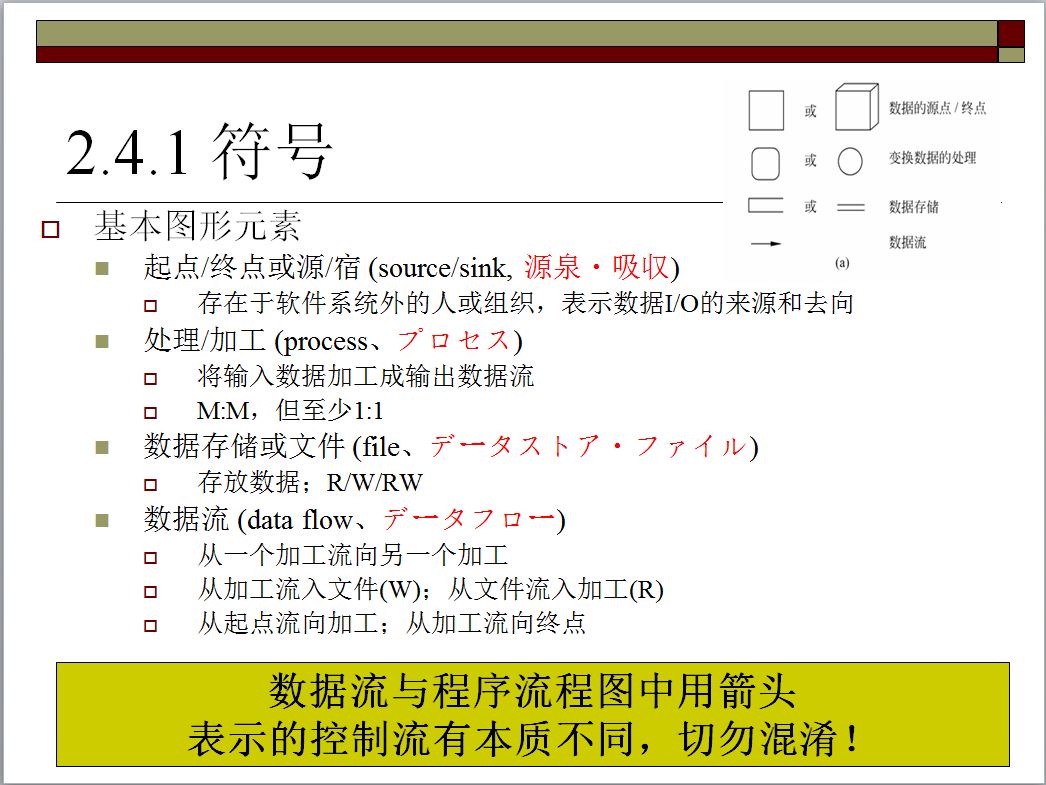 2.4.1 符号
或 数据的源点 / 终点
或 变换数据的处理
或 数据存储
数据流
(a)
基本图形元素
起点/终点或源/宿 (source/sink, 源泉・吸収)
存在于软件系统外的人或组织，表示数据I/O的来源和去向
处理/加工 (process、プロセス)
将输入数据加工成输出数据流
M:M，但至少1:1
数据存储或文件 (file、データストア・ファイル)
存放数据；R/W/RW
数据流 (data flow、データフロー)
从一个加工流向另一个加工
从加工流入文件(W)；从文件流入加工(R)
从起点流向加工；从加工流向终点
数据流与程序流程图中用箭头
表示的控制流有本质不同，切勿混淆！